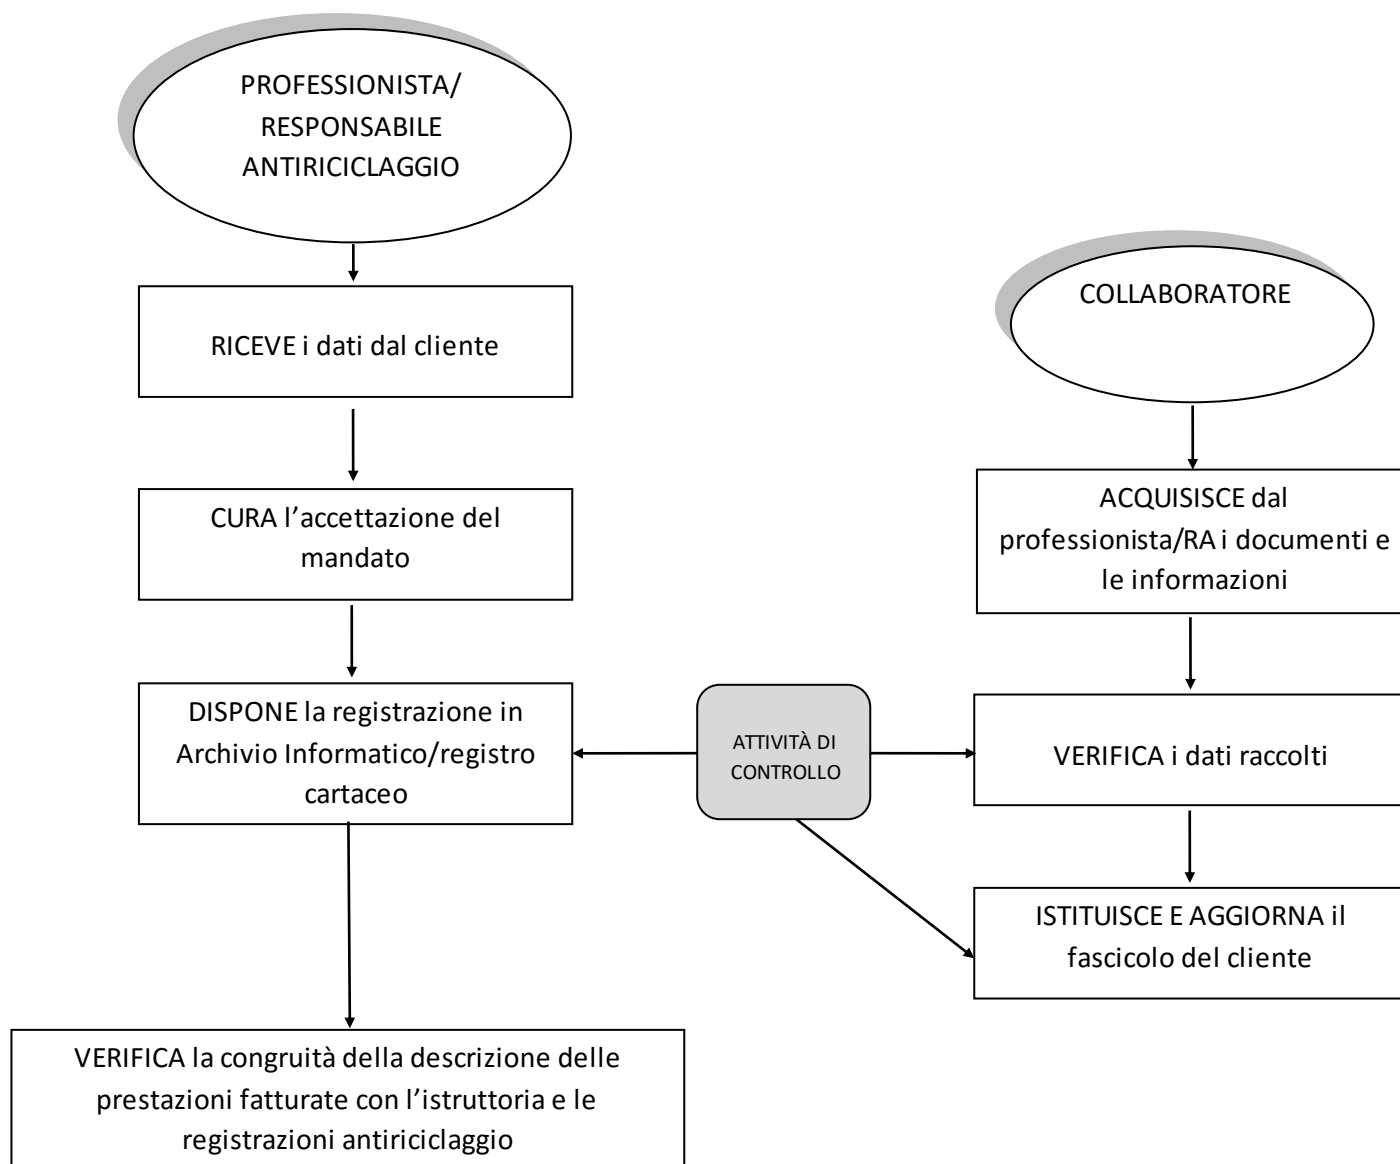 PROFESSIONISTA/
RESPONSABILE
ANTIRICICLAGGIO
RICEVE i dati dal cliente
CURA l’accettazione del
mandato
DISPONE la registrazione in
Archivio Informatico/registro
cartaceo
VERIFICA la congruità della descrizione delle
prestazioni fatturate con l’istruttoria e le
registrazioni antiriciclaggio
ATTIVITÀ DI
CONTROLLO
COLLABORATORE
ACQUISISCE dal
professionista/RA i documenti e
le informazioni
VERIFICA i dati raccolti
ISTITUISCE E AGGIORNA il
fascicolo del cliente